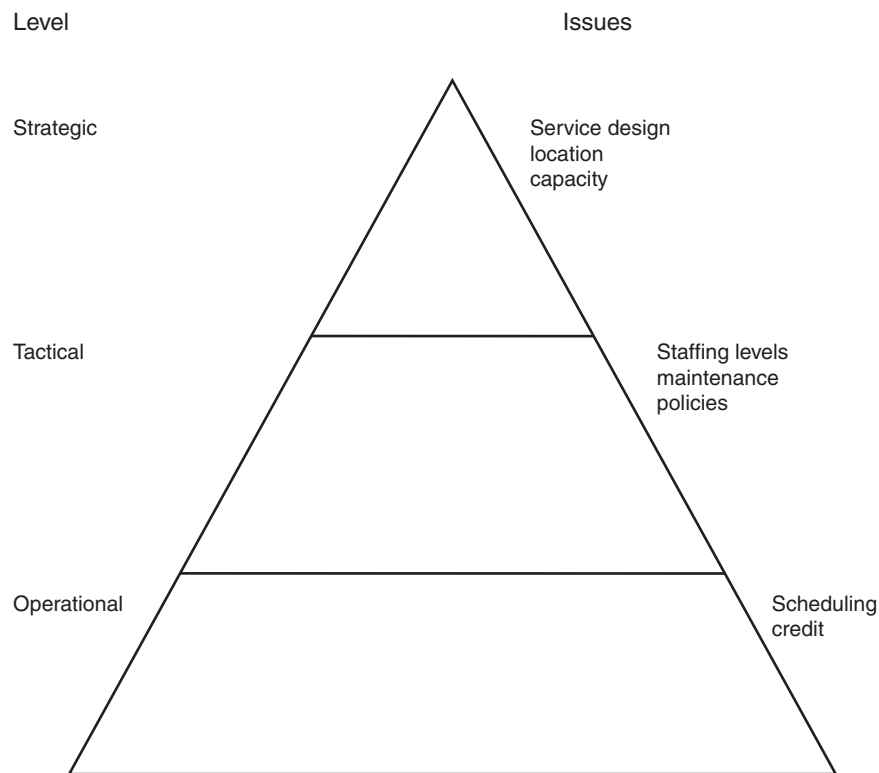 Level
Issues
Strategic
Service design
location
capacity
Tactical
Staffing levels
maintenance
policies
Operational
Scheduling
credit